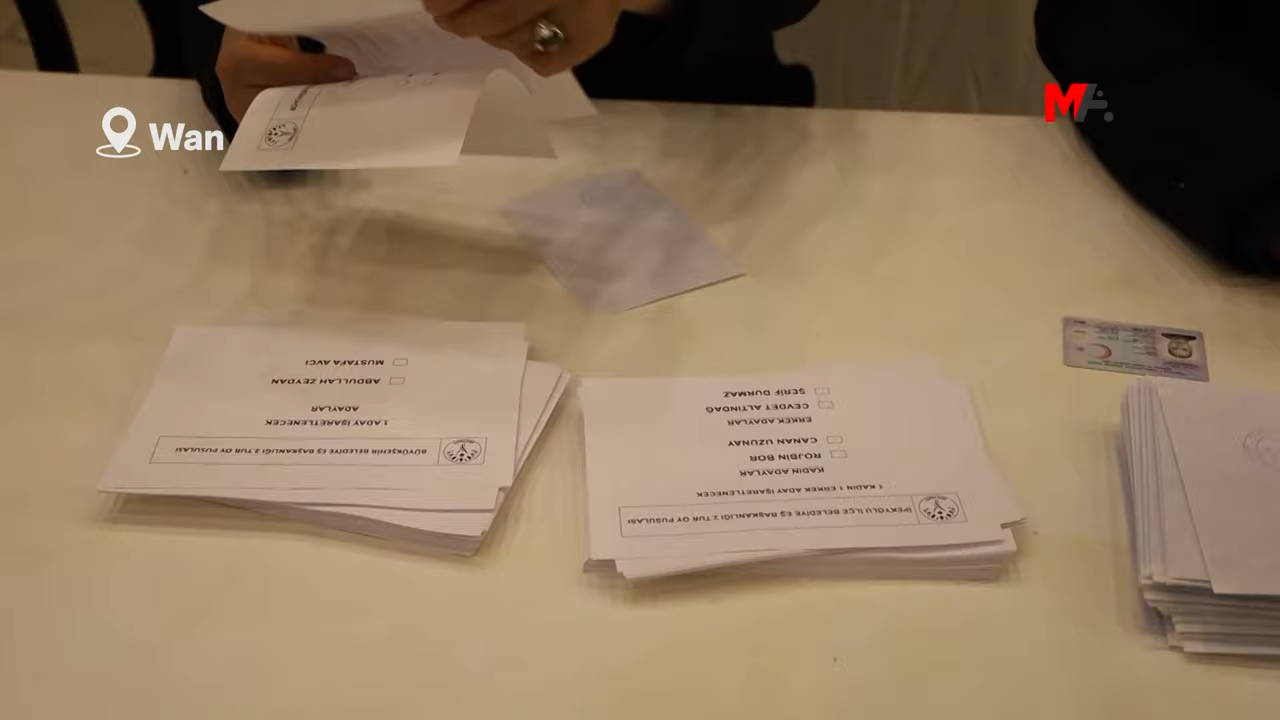 Wan
MA
BÜYÜKŞEHİR BELEDİYE EŞ BAŞKANLIĞI 2.TUR OY PUSULASI
1 ADAY İŞARETLENECEK
ADAYLAR
ABDULLAH ZEYDAN
MUSTAFA AVCI
İPEKYOLU İLÇE BELEDİYE EŞ BAŞKANLIĞI 2.TUR OY PUSULASI
1 KADIN 1 ERKEK ADAY İŞARETLENECEK
KADIN ADAYLAR
ROJBİN BOR
CANAN UZUNAY
ERKEK ADAYLAR
CEVDET ALTINDAĞ
ŞERİF DURMAZ